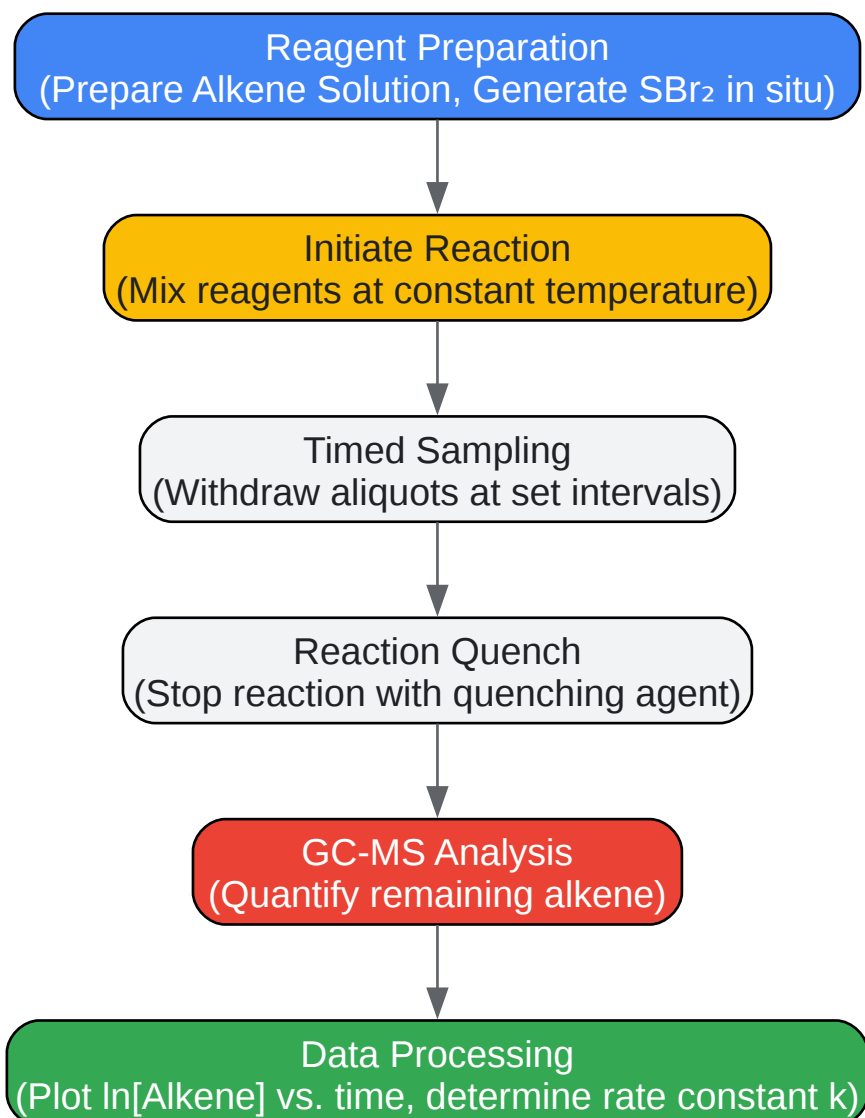 Reagent Preparation
(Prepare Alkene Solution, Generate SBr₂ in situ)
Initiate Reaction
(Mix reagents at constant temperature)
Timed Sampling
(Withdraw aliquots at set intervals)
Reaction Quench
(Stop reaction with quenching agent)
GC-MS Analysis
(Quantify remaining alkene)
Data Processing
(Plot ln[Alkene] vs. time, determine rate constant k)